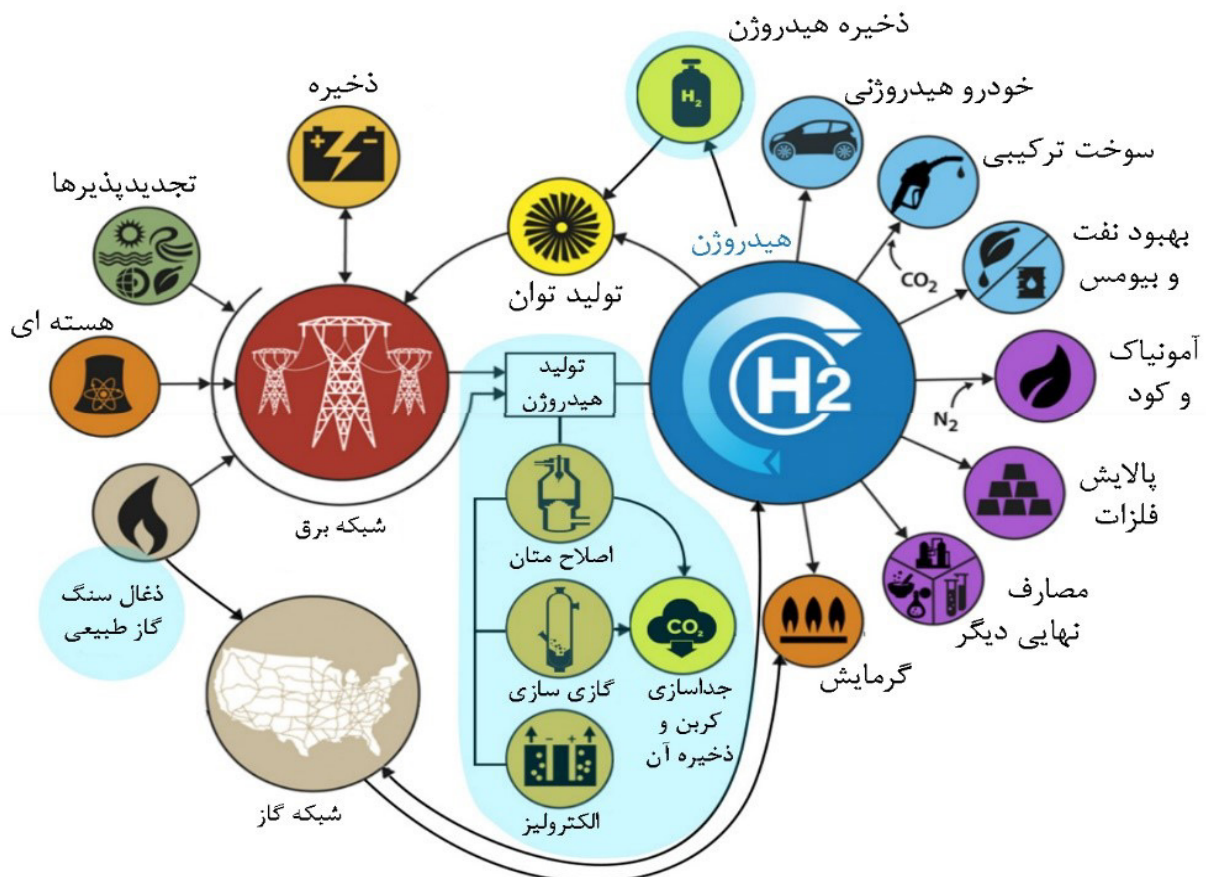 ذخیره هیدروژن
H₂
ذخیره
خودرو هیدروژنی
سوخت ترکیبی
CO₂
تجدیدپذیرها
هیدروژن
بهبود نفت
و بیومس
تولید توان
هسته ای
تولید
هیدروژن
H2
آمونیاک
و کود
N₂
شبکه برق
پالایش
فلزات
اصلاح متان
ذغال سنگ
گاز طبیعی
CO₂
مصارف
نهایی دیگر
گرمایش
گازی سازی
جداسازی
کربن و
ذخیره آن
الکترولیز
شبکه گاز